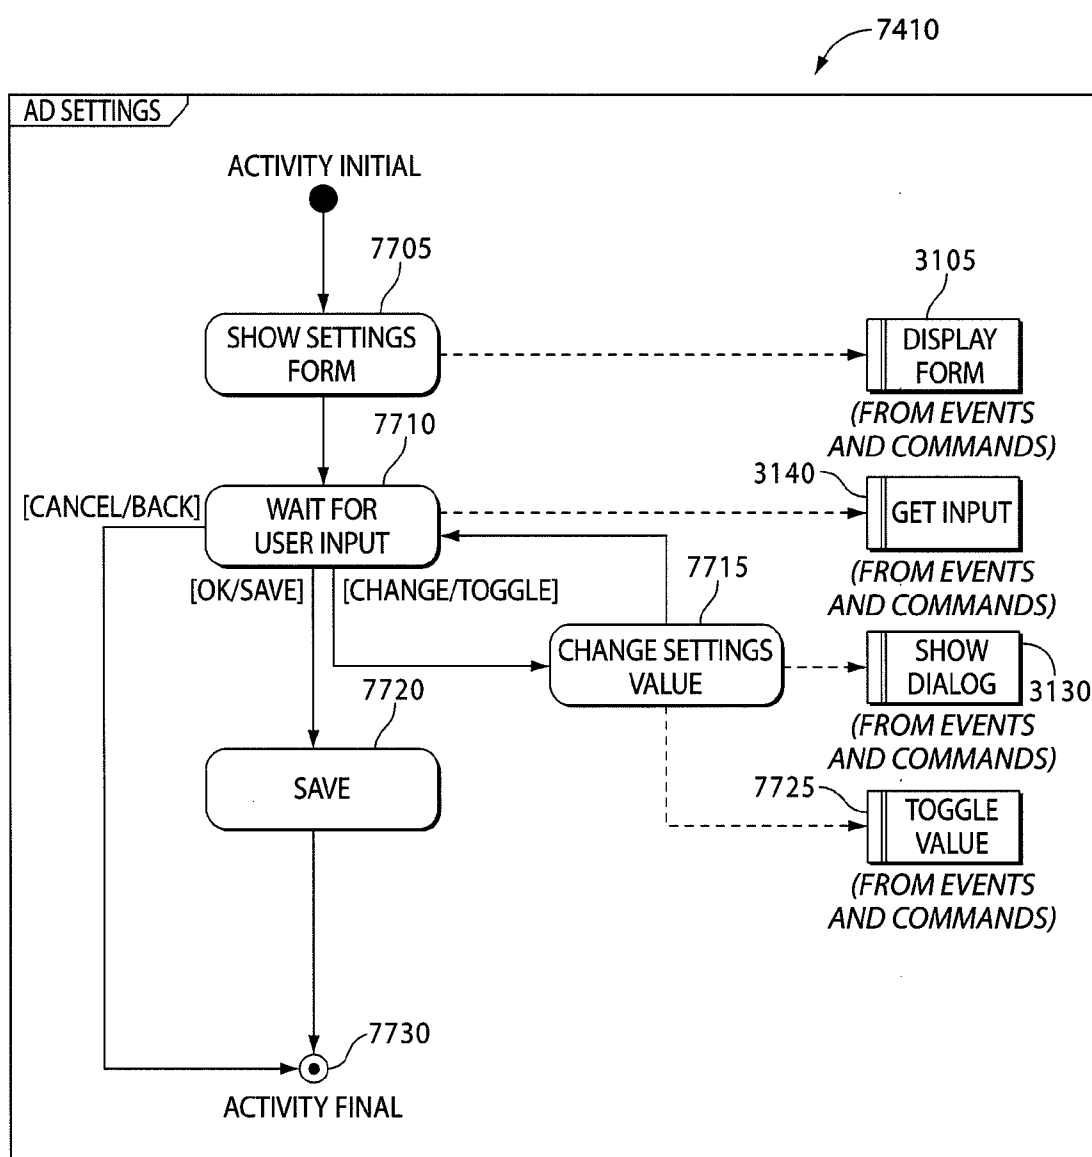 7410
AD SETTINGS
ACTIVITY INITIAL
7705
3105
SHOW SETTINGS
FORM
DISPLAY
FORM
(FROM EVENTS
AND COMMANDS)
7710
3140
[CANCEL/BACK]
WAIT FOR
USER INPUT
GET INPUT
(FROM EVENTS
AND COMMANDS)
[OK/SAVE]
[CHANGE/TOGGLE]
7715
CHANGE SETTINGS
VALUE
SHOW
DIALOG
3130
(FROM EVENTS
AND COMMANDS)
7720
SAVE
7725
TOGGLE
VALUE
(FROM EVENTS
AND COMMANDS)
7730
ACTIVITY FINAL